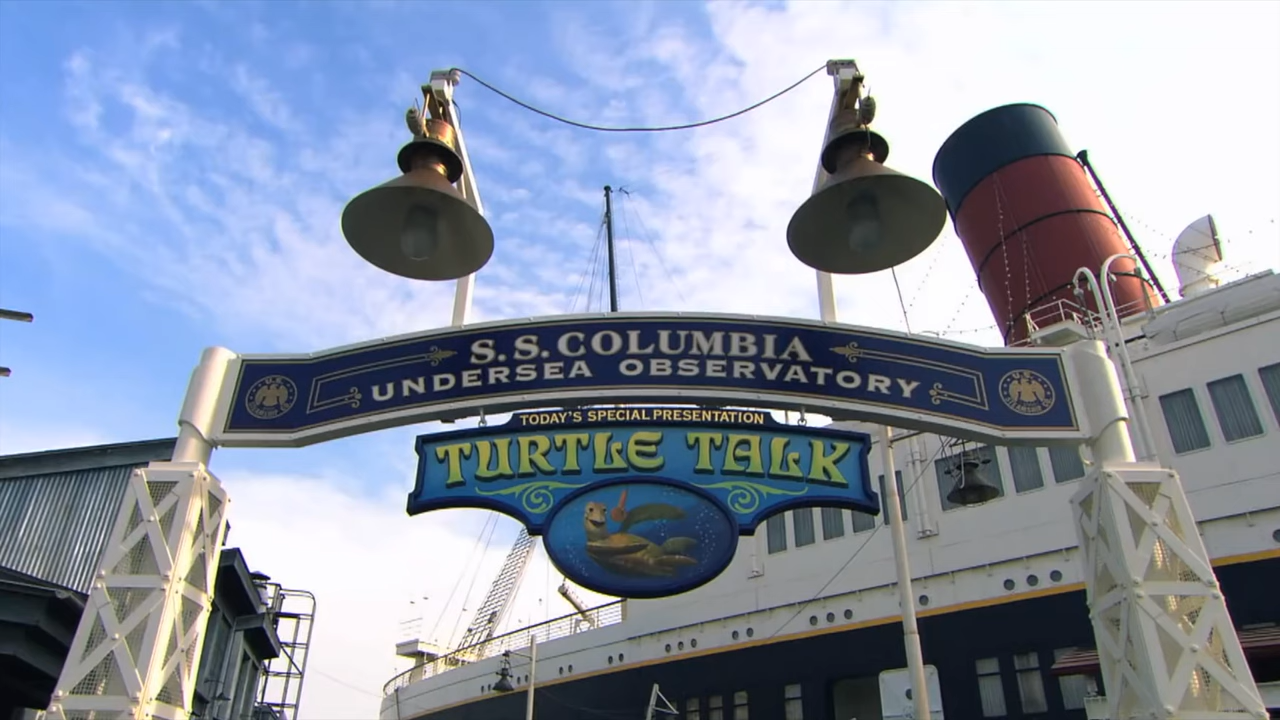 S.S. COLUMBIA
UNDERSEA OBSERVATORY
TODAY'S SPECIAL PRESENTATION
TURTLE TALK